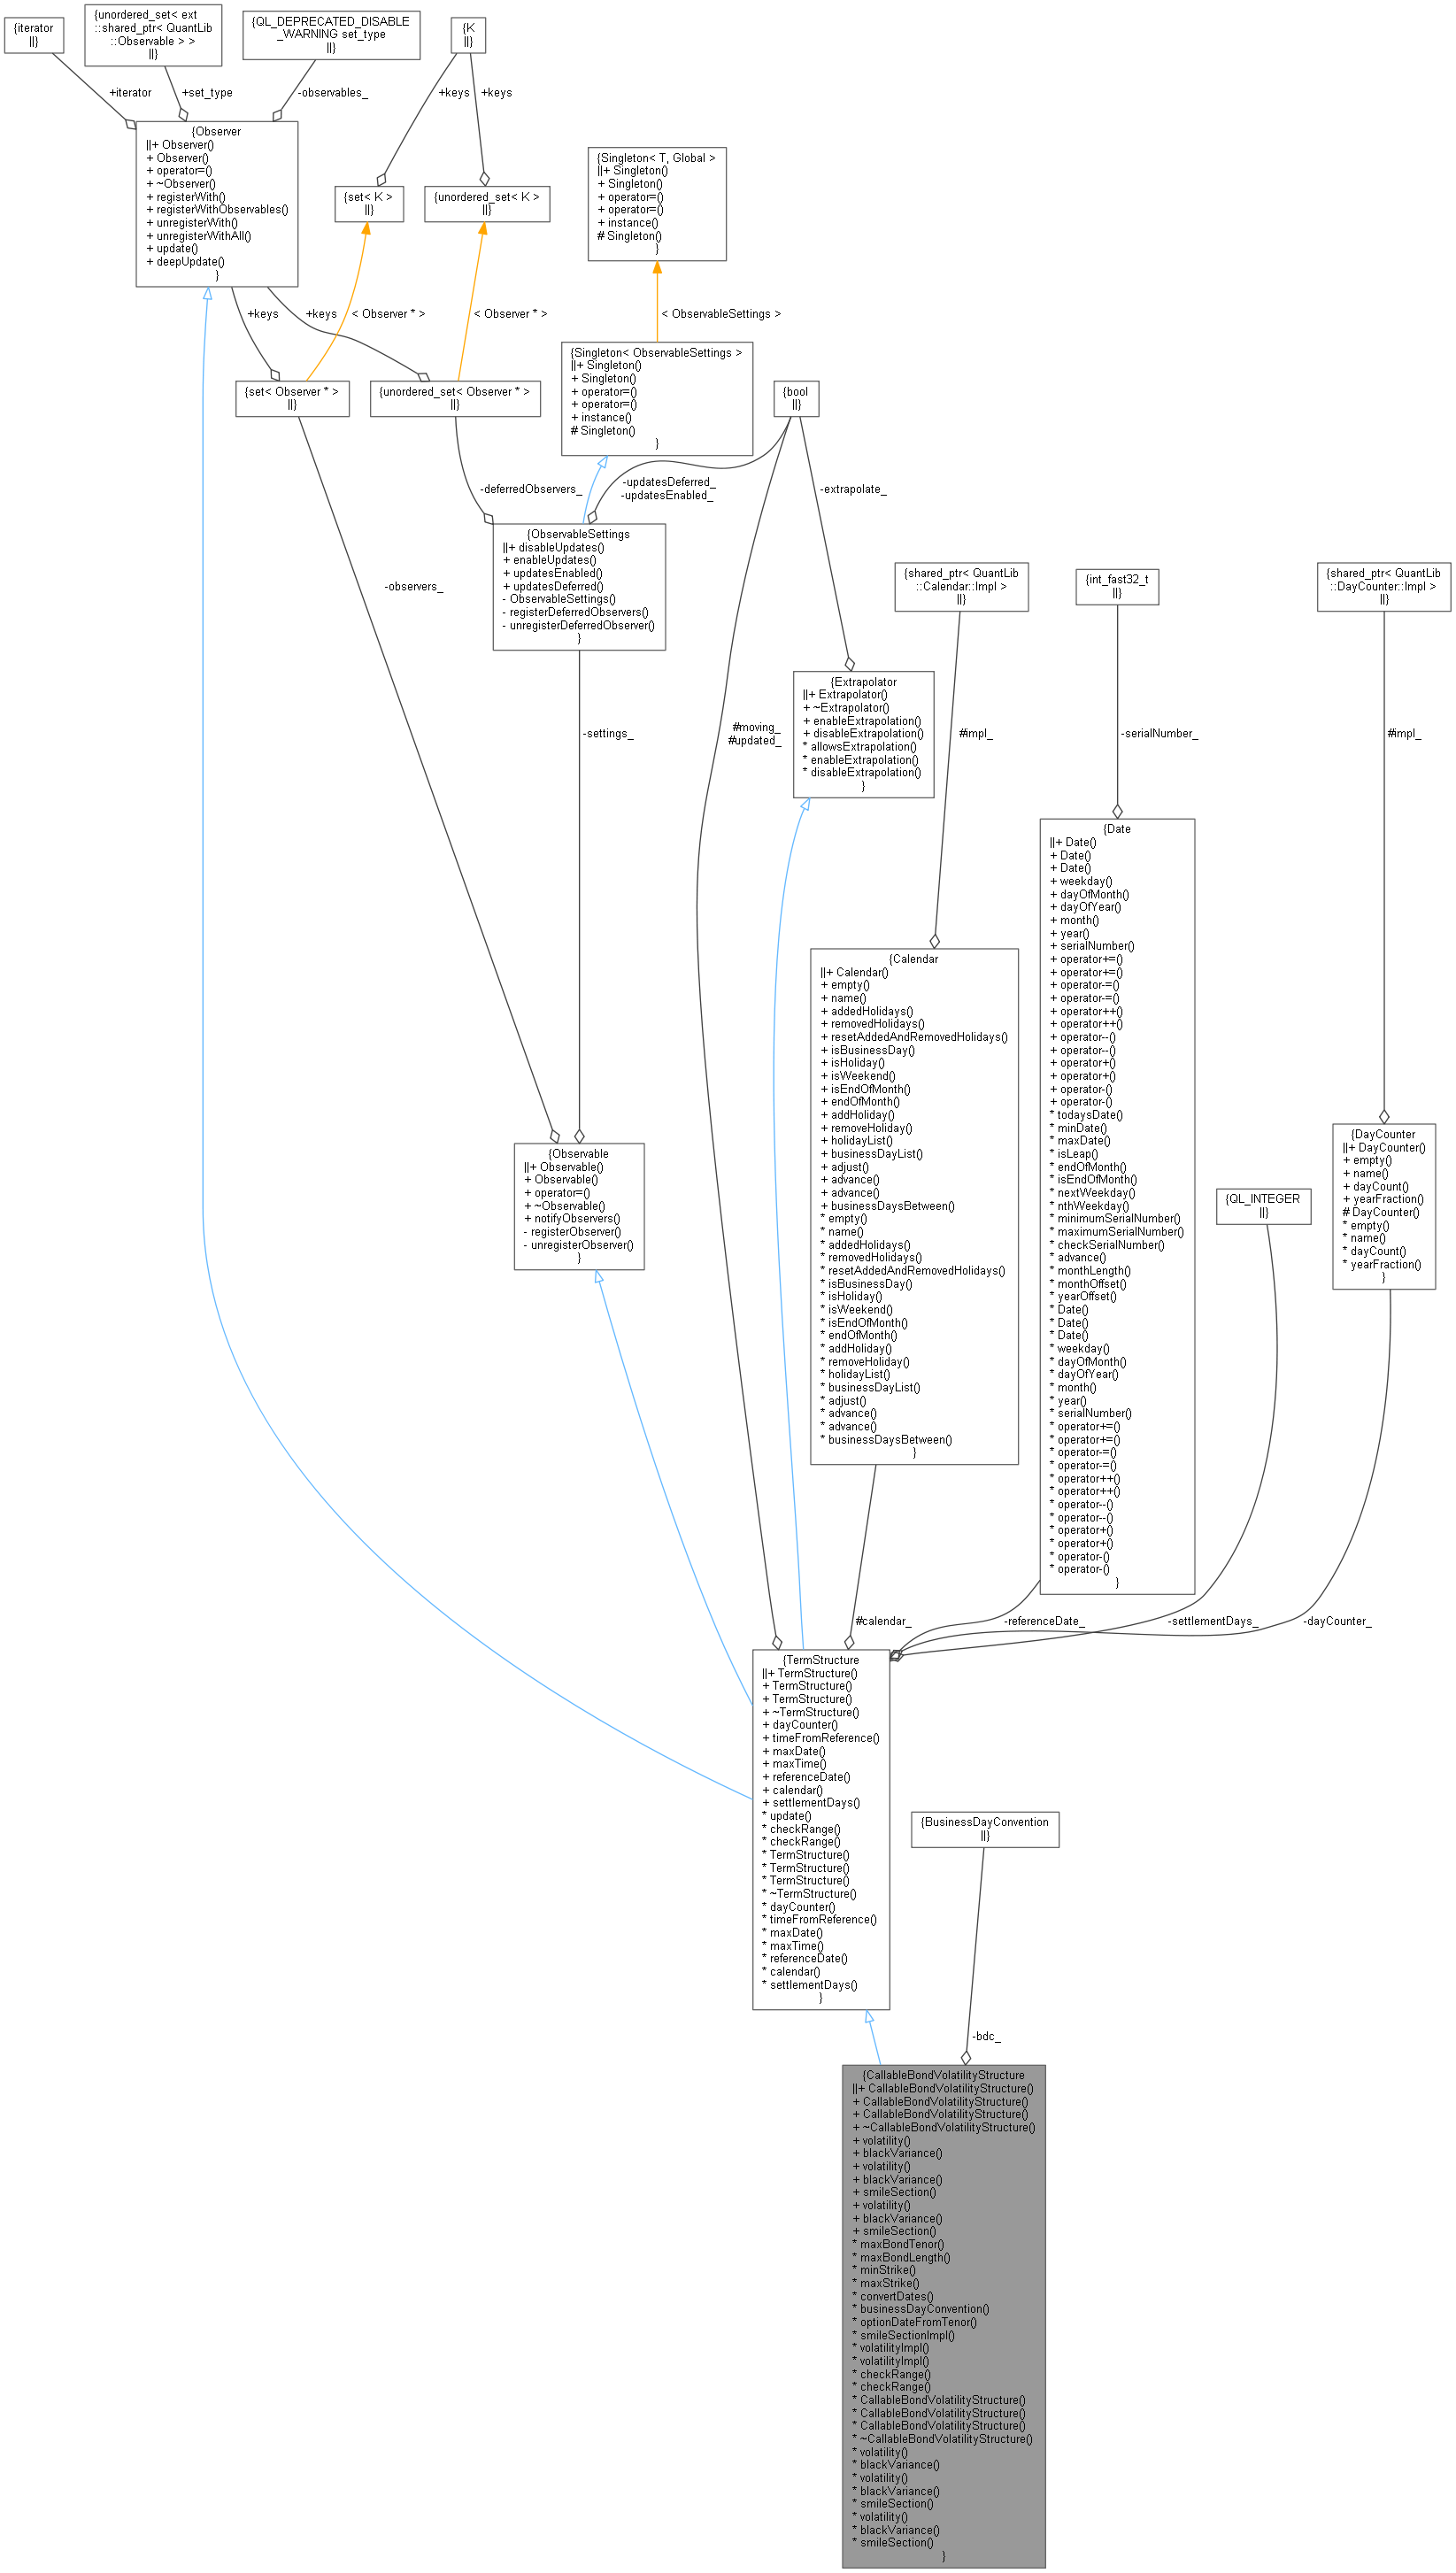 {iterator
||}
{unordered_set< ext
::shared_ptr< QuantLib
::Observable > >
||}
{QL_DEPRECATED_DISABLE
_WARNING set_type
||}
{K
||}
+iterator
+set_type
-observables_
+keys
+keys
{Observer
||+ Observer()
+ Observer()
+ operator=()
+ ~Observer()
+ registerWith()
+ registerWithObservables()
+ unregisterWith()
+ unregisterWithAll()
+ update()
+ deepUpdate()
}
{set< K >
||}
{unordered_set< K >
||}
{Singleton< T, Global >
||+ Singleton()
+ Singleton()
+ operator=()
+ operator=()
+ instance()
# Singleton()
}
+keys
+keys
< Observer * >
< Observer * >
< ObservableSettings >
{set< Observer * >
||}
{unordered_set< Observer * >
||}
{Singleton< ObservableSettings >
||+ Singleton()
+ Singleton()
+ operator=()
+ operator=()
+ instance()
# Singleton()
}
{bool
||}
-deferredObservers_
-updatesDeferred_
-updatesEnabled_
-extrapolate_
-observers_
{ObservableSettings
||+ disableUpdates()
+ enableUpdates()
+ updatesEnabled()
+ updatesDeferred()
- ObservableSettings()
- registerDeferredObservers()
- unregisterDeferredObserver()
}
{shared_ptr< QuantLib
::Calendar::Impl >
||}
{int_fast32_t
||}
{shared_ptr< QuantLib
::DayCounter::Impl >
||}
-settings_
#moving_
#updated_
{Extrapolator
||+ Extrapolator()
+ ~Extrapolator()
+ enableExtrapolation()
+ disableExtrapolation()
* allowsExtrapolation()
* enableExtrapolation()
* disableExtrapolation()
}
#impl_
-serialNumber_
#impl_
{Date
||+ Date()
+ Date()
+ Date()
+ weekday()
+ dayOfMonth()
+ dayOfYear()
+ month()
+ year()
+ serialNumber()
+ operator+=()
+ operator+=()
+ operator-=()
+ operator-=()
+ operator++()
+ operator++()
+ operator--()
+ operator--()
+ operator+()
+ operator+()
+ operator-()
+ operator-()
* todaysDate()
* minDate()
* maxDate()
* isLeap()
* endOfMonth()
* isEndOfMonth()
* nextWeekday()
* nthWeekday()
* minimumSerialNumber()
* maximumSerialNumber()
* checkSerialNumber()
* advance()
* monthLength()
* monthOffset()
* yearOffset()
* Date()
* Date()
* Date()
* weekday()
* dayOfMonth()
* dayOfYear()
* month()
* year()
* serialNumber()
* operator+=()
* operator+=()
* operator-=()
* operator-=()
* operator++()
* operator++()
* operator--()
* operator--()
* operator+()
* operator+()
* operator-()
* operator-()
}
{Calendar
||+ Calendar()
+ empty()
+ name()
+ addedHolidays()
+ removedHolidays()
+ resetAddedAndRemovedHolidays()
+ isBusinessDay()
+ isHoliday()
+ isWeekend()
+ isEndOfMonth()
+ endOfMonth()
+ addHoliday()
+ removeHoliday()
+ holidayList()
+ businessDayList()
+ adjust()
+ advance()
+ advance()
+ businessDaysBetween()
* empty()
* name()
* addedHolidays()
* removedHolidays()
* resetAddedAndRemovedHolidays()
* isBusinessDay()
* isHoliday()
* isWeekend()
* isEndOfMonth()
* endOfMonth()
* addHoliday()
* removeHoliday()
* holidayList()
* businessDayList()
* adjust()
* advance()
* advance()
* businessDaysBetween()
}
{Observable
||+ Observable()
+ Observable()
+ operator=()
+ ~Observable()
+ notifyObservers()
- registerObserver()
- unregisterObserver()
}
{QL_INTEGER
||}
{DayCounter
||+ DayCounter()
+ empty()
+ name()
+ dayCount()
+ yearFraction()
# DayCounter()
* empty()
* name()
* dayCount()
* yearFraction()
}
#calendar_
-referenceDate_
-settlementDays_
-dayCounter_
{TermStructure
||+ TermStructure()
+ TermStructure()
+ TermStructure()
+ ~TermStructure()
+ dayCounter()
+ timeFromReference()
+ maxDate()
+ maxTime()
+ referenceDate()
+ calendar()
+ settlementDays()
* update()
* checkRange()
* checkRange()
* TermStructure()
* TermStructure()
* TermStructure()
* ~TermStructure()
* dayCounter()
* timeFromReference()
* maxDate()
* maxTime()
* referenceDate()
* calendar()
* settlementDays()
}
{BusinessDayConvention
||}
-bdc_
{CallableBondVolatilityStructure
||+ CallableBondVolatilityStructure()
+ CallableBondVolatilityStructure()
+ CallableBondVolatilityStructure()
+ ~CallableBondVolatilityStructure()
+ volatility()
+ blackVariance()
+ volatility()
+ blackVariance()
+ smileSection()
+ volatility()
+ blackVariance()
+ smileSection()
* maxBondTenor()
* maxBondLength()
* minStrike()
* maxStrike()
* convertDates()
* businessDayConvention()
* optionDateFromTenor()
* smileSectionImpl()
* volatilityImpl()
* volatilityImpl()
* checkRange()
* checkRange()
* CallableBondVolatilityStructure()
* CallableBondVolatilityStructure()
* CallableBondVolatilityStructure()
* ~CallableBondVolatilityStructure()
* volatility()
* blackVariance()
* volatility()
* blackVariance()
* smileSection()
* volatility()
* blackVariance()
* smileSection()
}